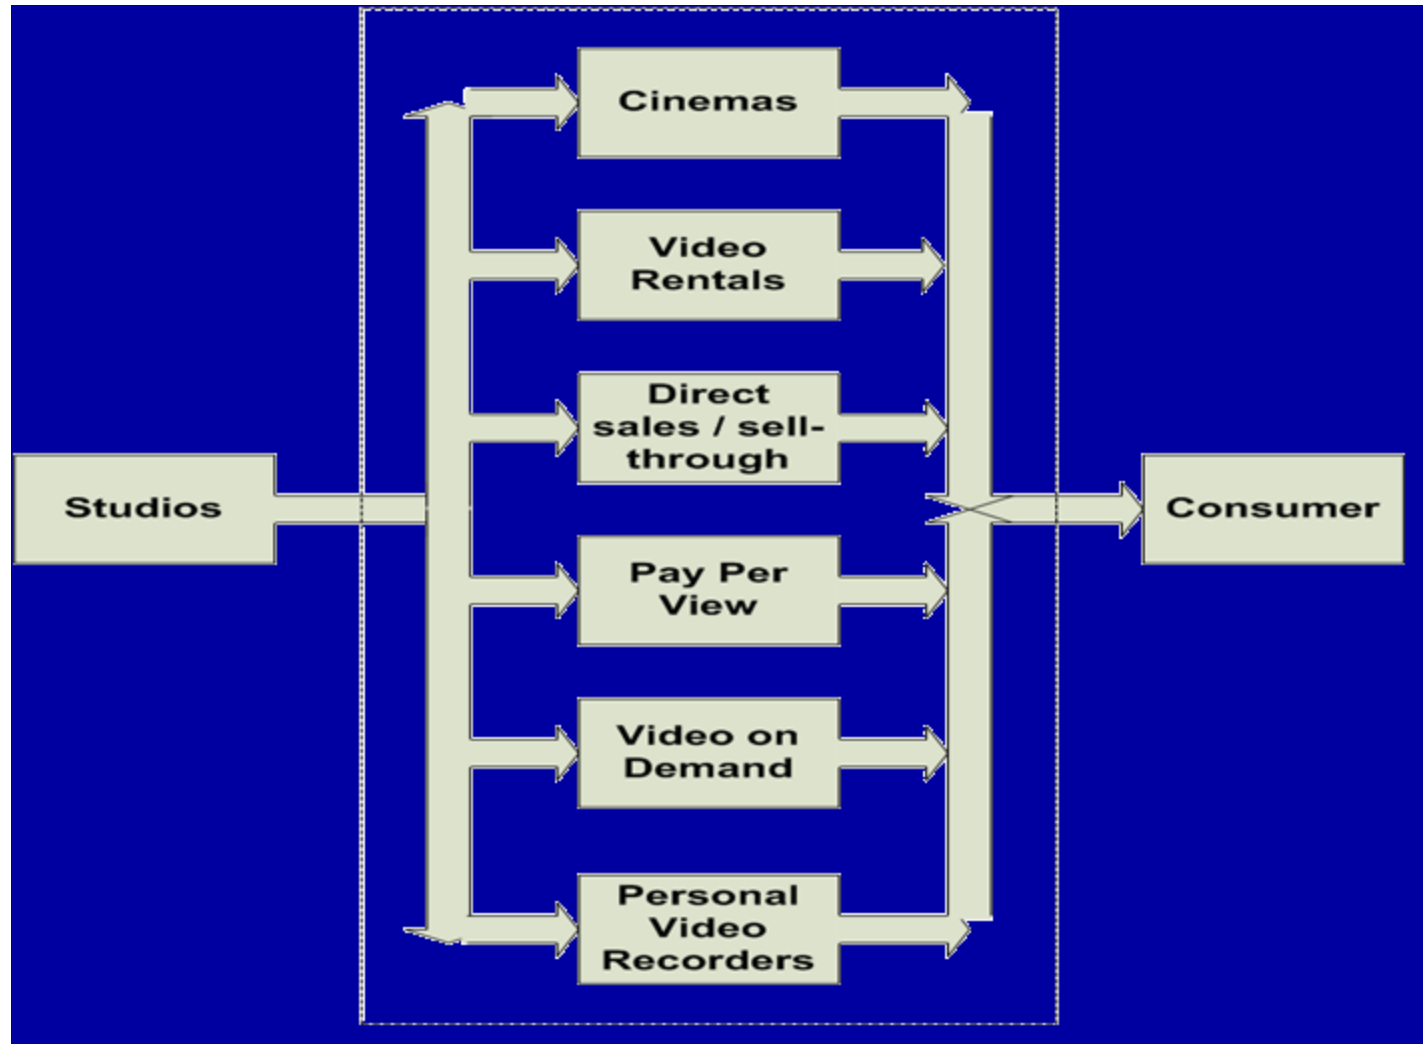 Cinemas
Video
Rentals
Direct
sales / sell-
through
Studios
Consumer
Pay Per
View
Video on
Demand
Personal
Video
Recorders